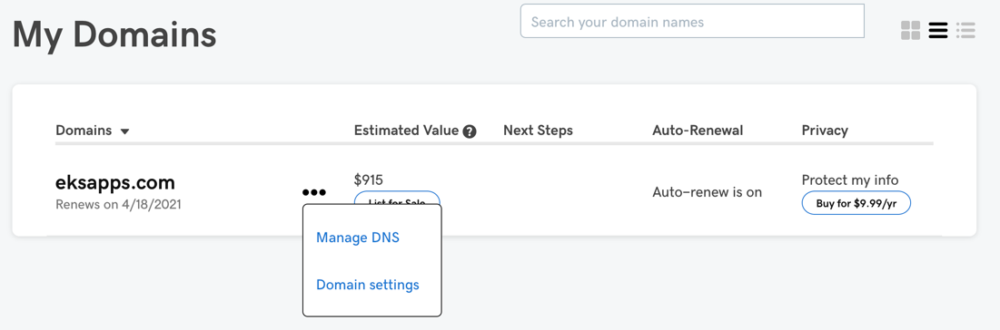 My Domains
Search your domain names
Domains Estimated Value ? Next Steps Auto-Renewal Privacy
eksapps.com
Renews on 4/18/2021
$915
List for Sale
Auto-renew is on
Protect my info
Buy for $9.99/yr
Manage DNS
Domain settings